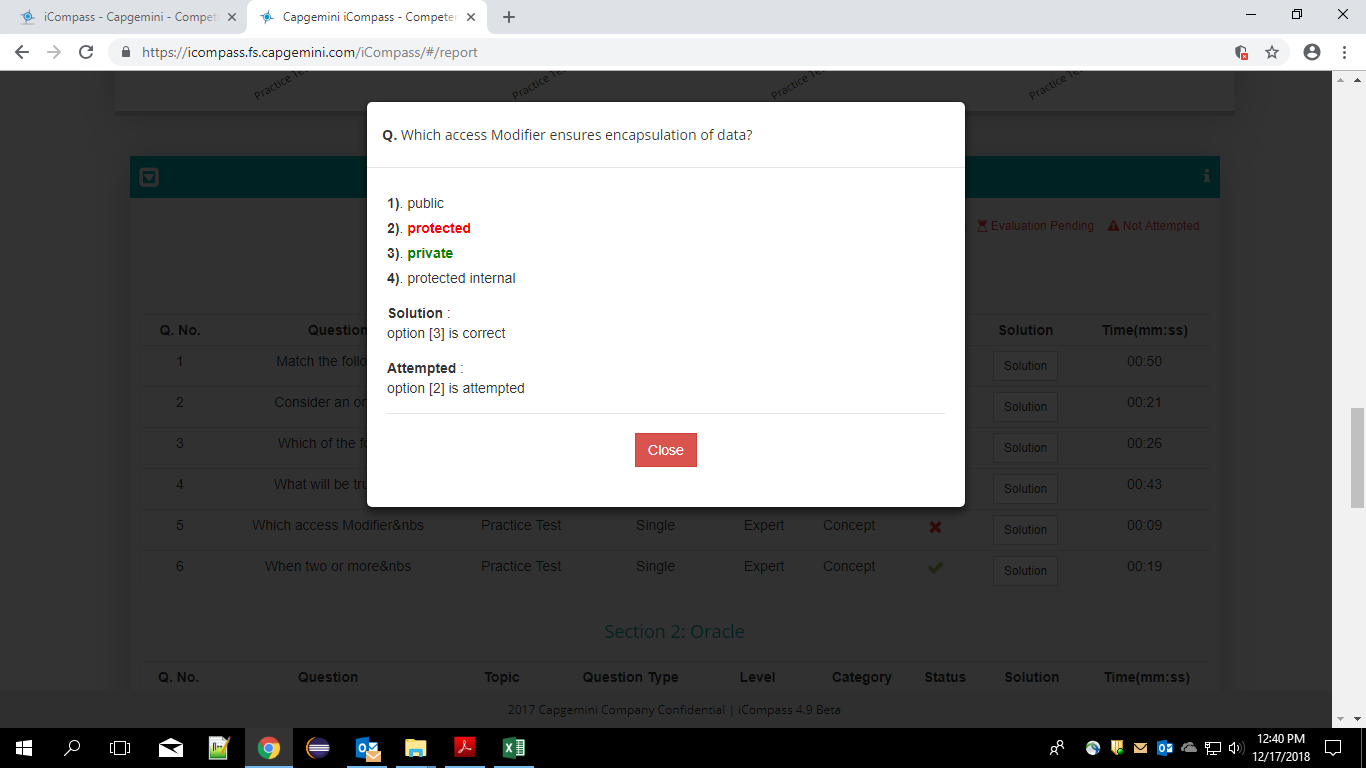 iCompass - Capgemini - Compet
Capgemini iCompass - Competen
https://icompass.fs.capgemini.com/iCompass/#/report
Practice Te
Practice Te
Practice Te
Practice Te
Q. Which access Modifier ensures encapsulation of data?
1). public
2). protected
3). private
4). protected internal
Solution :
option [3] is correct
Attempted :
option [2] is attempted
Close
Evaluation Pending Not Attempted
Q. No. Question Solution Time(mm:ss)
1 Match the follo Solution 00:50
2 Consider an or Solution 00:21
3 Which of the fo Solution 00:26
4 What will be tru Solution 00:43
5 Which access Modifier&nbs Practice Test Single Expert Concept Solution 00:09
6 When two or more&nbs Practice Test Single Expert Concept Solution 00:19
Section 2: Oracle
Q. No. Question Topic Question Type Level Category Status Solution Time(mm:ss)
2017 Capgemini Company Confidential | iCompass 4.9 Beta
12:40 PM
12/17/2018